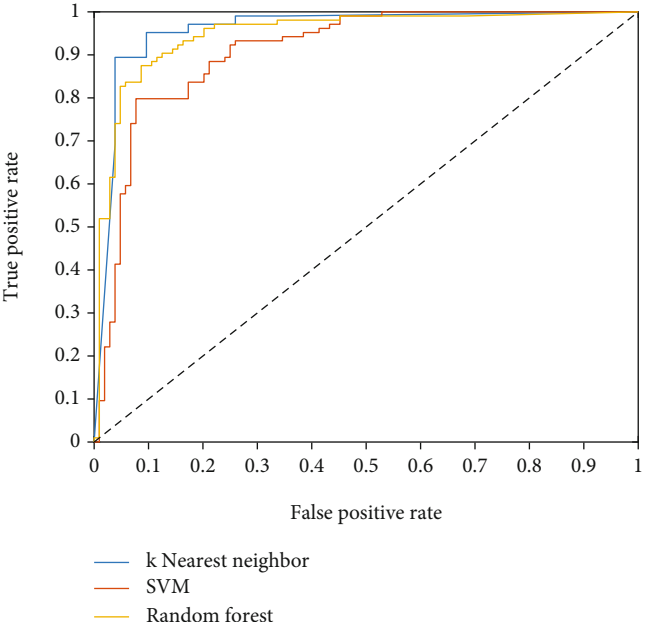 1
0.9
0.8
0.7
0.6
0.5
0.4
0.3
0.2
0.1
0
True positive rate
0 0.1 0.2 0.3 0.4 0.5 0.6 0.7 0.8 0.9 1
False positive rate
k Nearest neighbor
SVM
Random forest